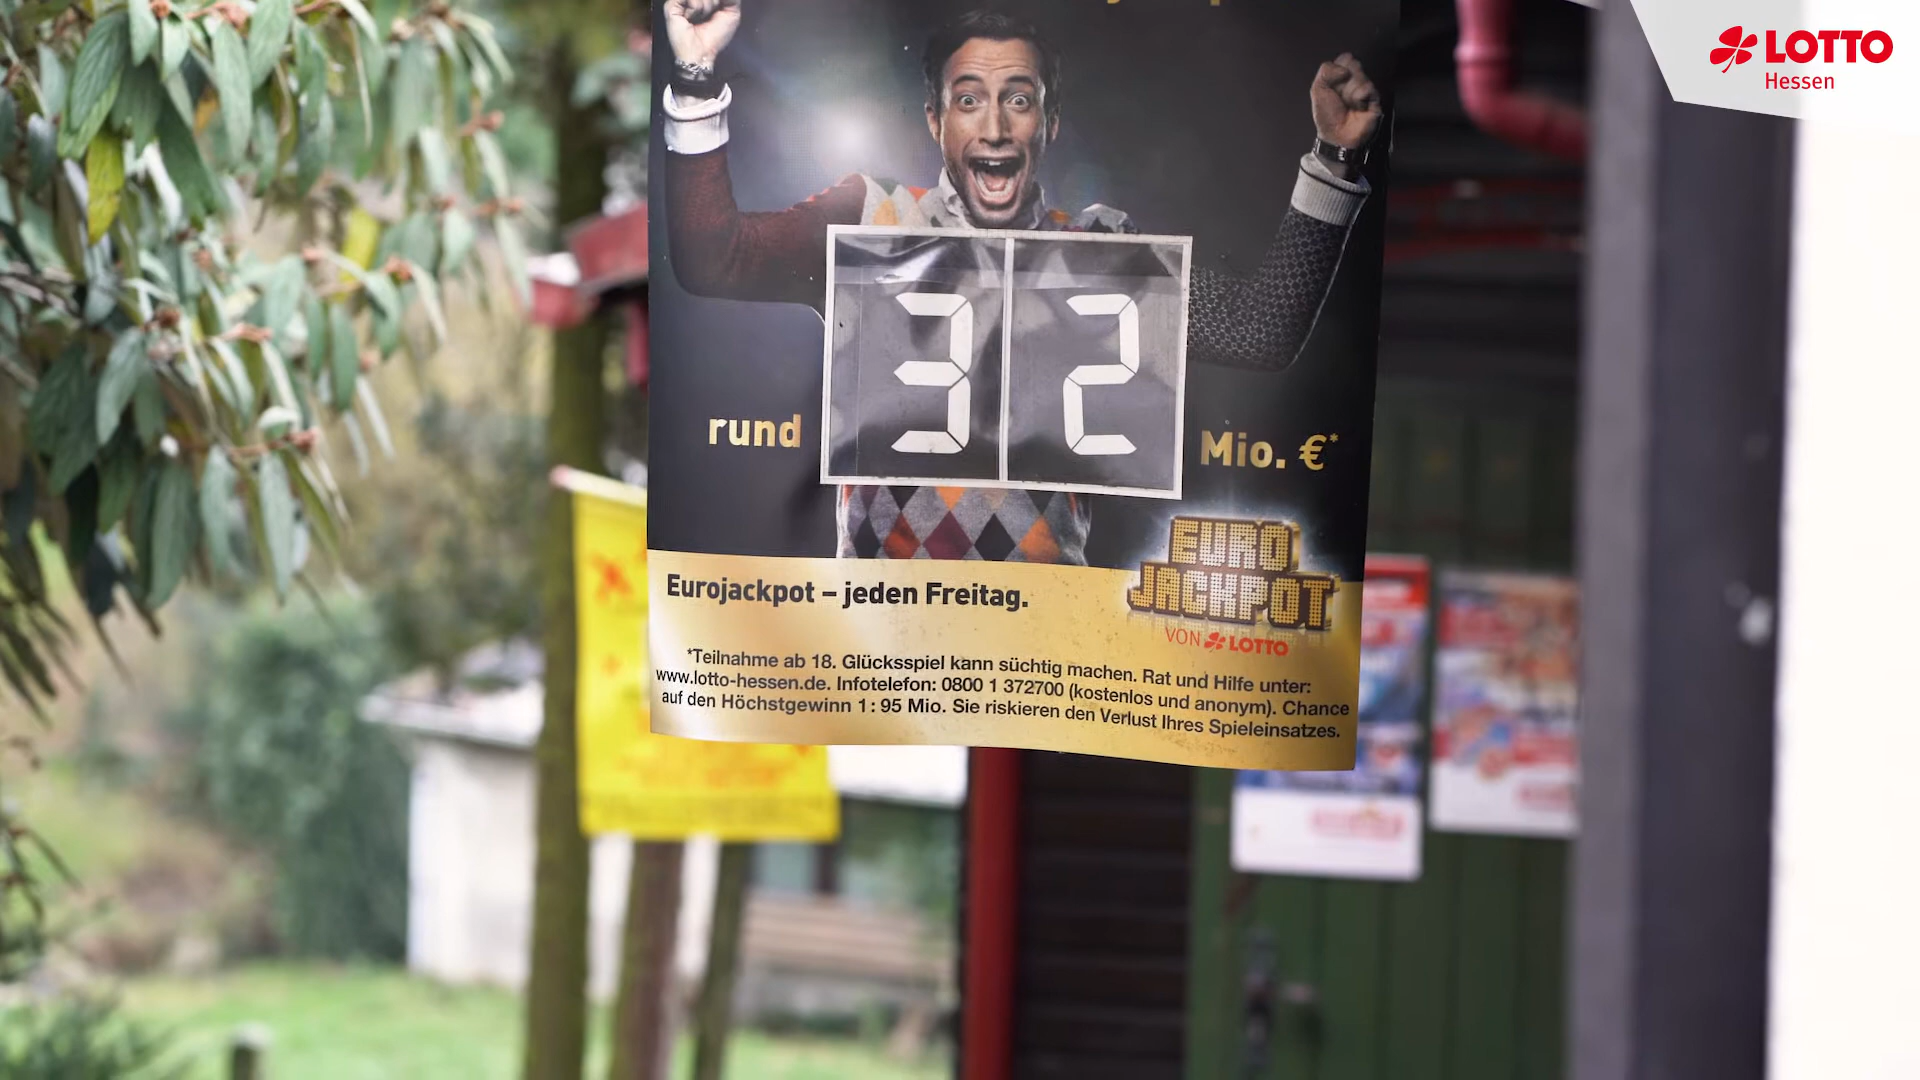 LOTTO
Hessen
32
rund
Mio. €*
EURO
JACKPOT
VON LOTTO
Eurojackpot – jeden Freitag.
*Teilnahme ab 18. Glücksspiel kann süchtig machen. Rat und Hilfe unter:
www.lotto-hessen.de. Infotelefon: 0800 1 372700 (kostenlos und anonym). Chance
auf den Höchstgewinn 1 : 95 Mio. Sie riskieren den Verlust Ihres Spieleinsatzes.